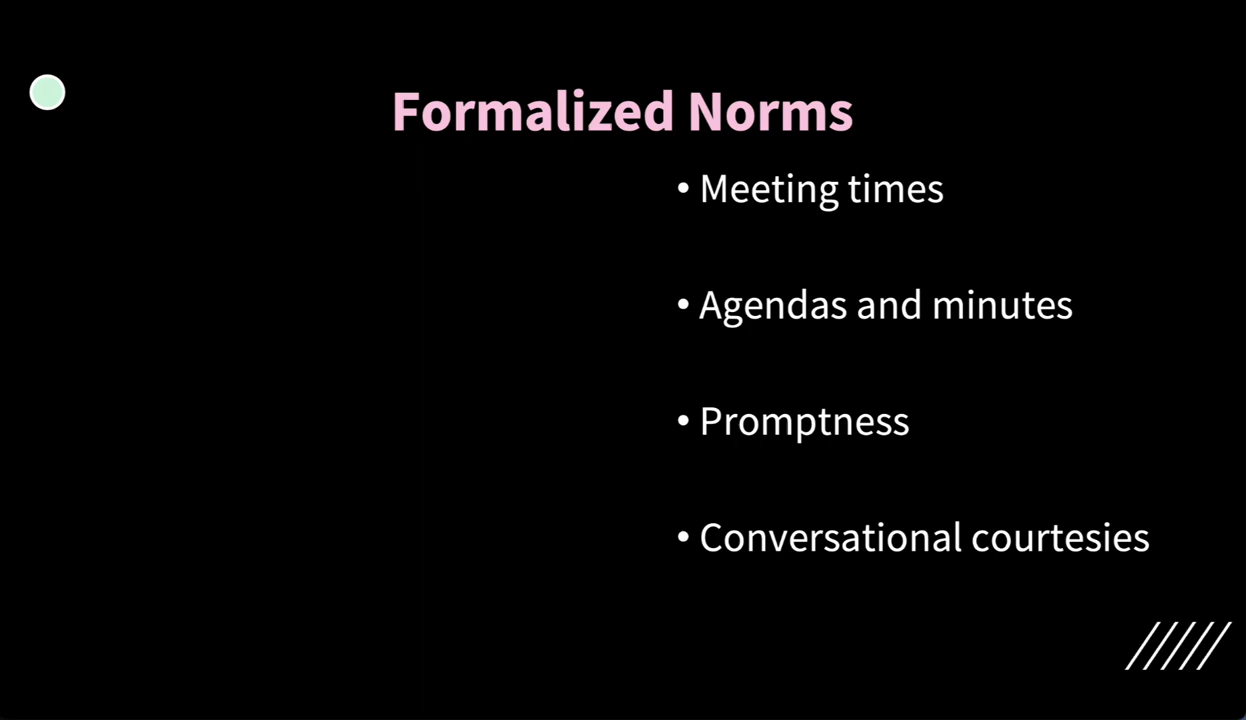 Formalized Norms
• Meeting times
• Agendas and minutes
• Promptness
• Conversational courtesies